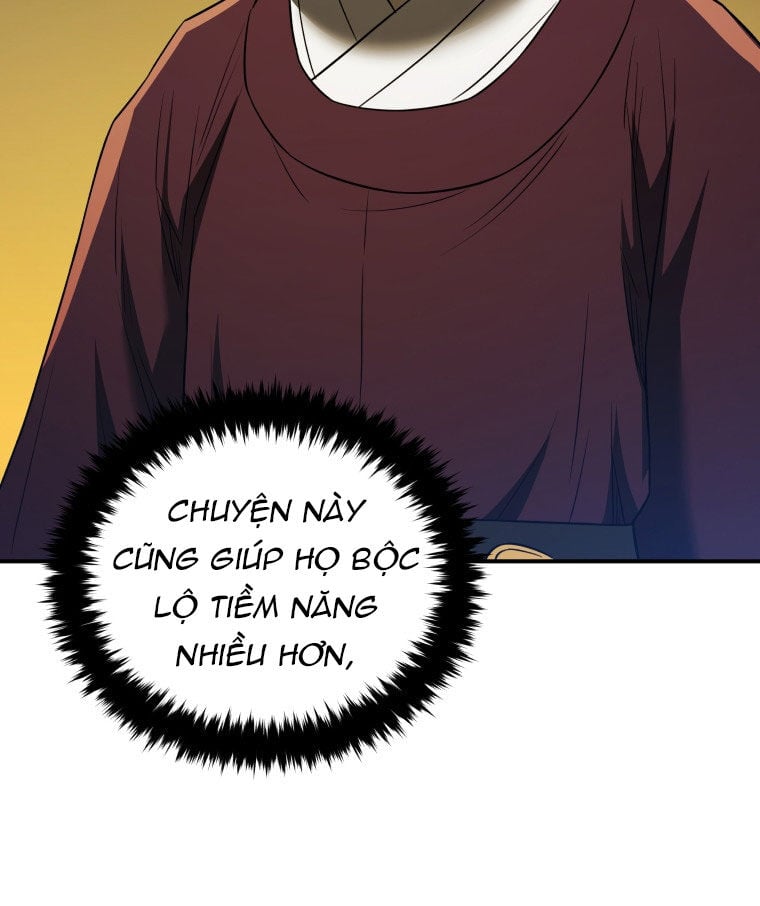 CHUYỆN NÀY
CŨNG GIÚP HỌ BỘC
LỘ TIỀM NĂNG
NHIỀU HƠN,